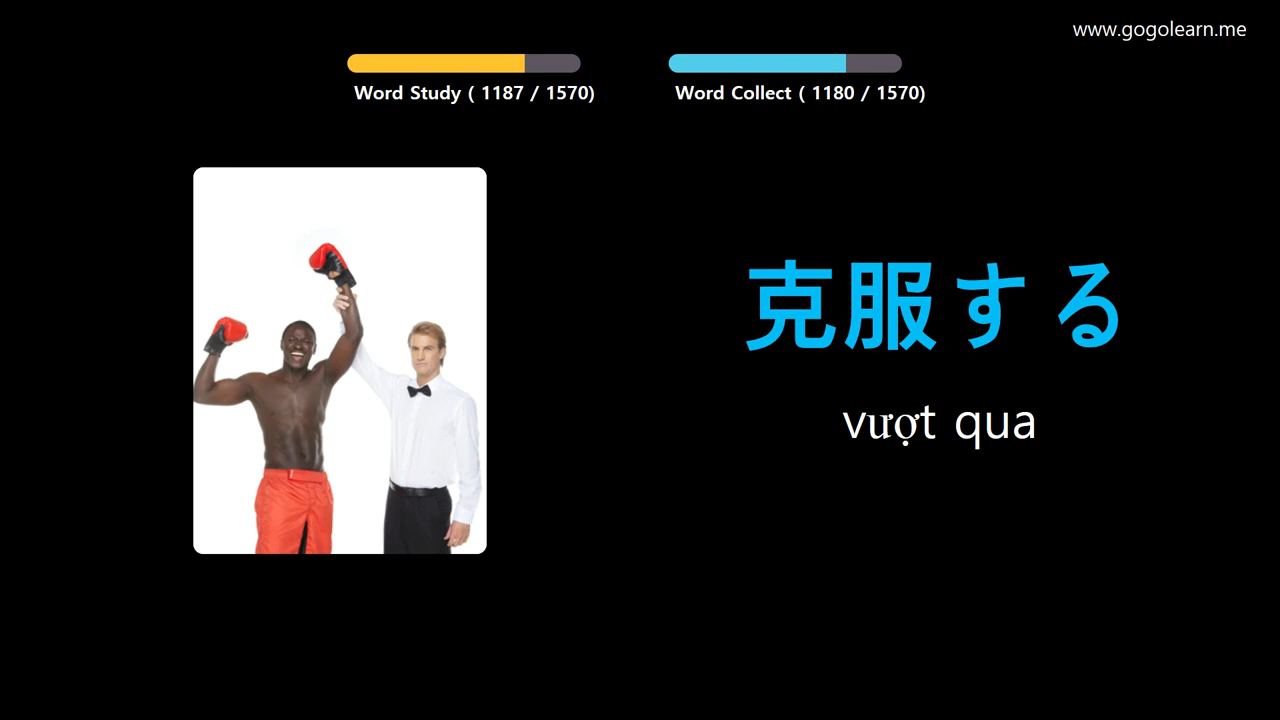 www.gogolearn.me
Word Study ( 1187 / 1570)
Word Collect ( 1180 / 1570)
克服する
vượt qua